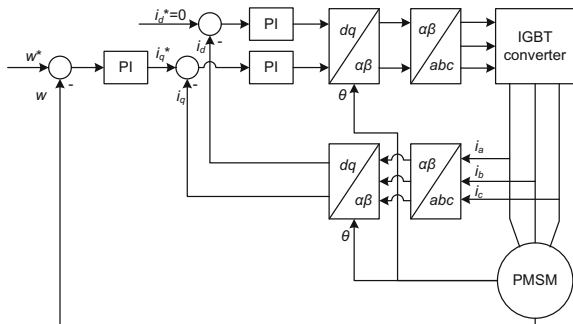 i_d*=0
PI
dq
αβ
αβ
abc
IGBT
converter
i_d
w*
PI
i_q*
PI
w
i_q
θ
dq
αβ
αβ
abc
i_a
i_b
i_c
θ
PMSM